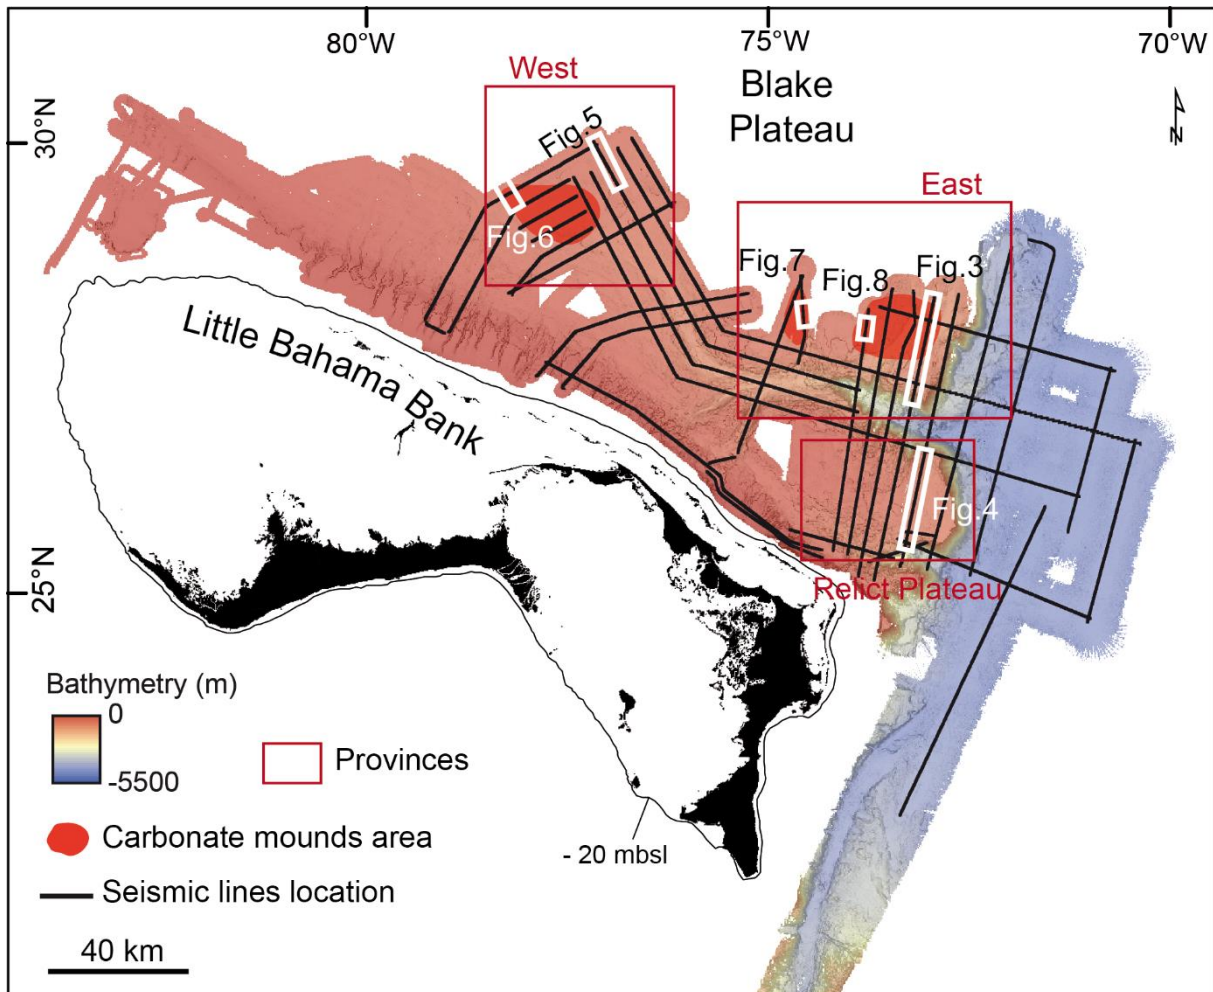 80°W
75°W
70°W
30°N
25°N
West
Blake
Plateau
Fig.5
Fig.6
East
Fig.7
Fig.8
Fig.3
Little Bahama Bank
Fig.4
Relict Plateau
N
Bathymetry (m)
0
-5500
Provinces
Carbonate mounds area
Seismic lines location
40 km
- 20 mbsl